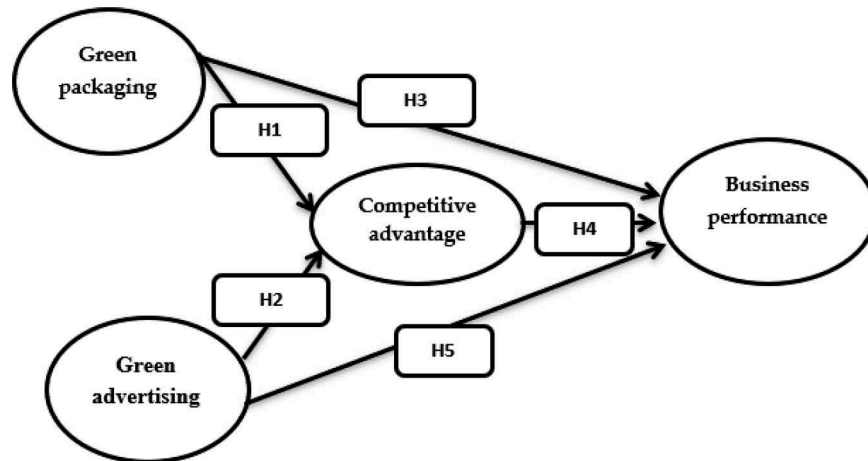 Green
packaging
H3
H1
Competitive
advantage
Business
performance
H4
H2
H5
Green
advertising